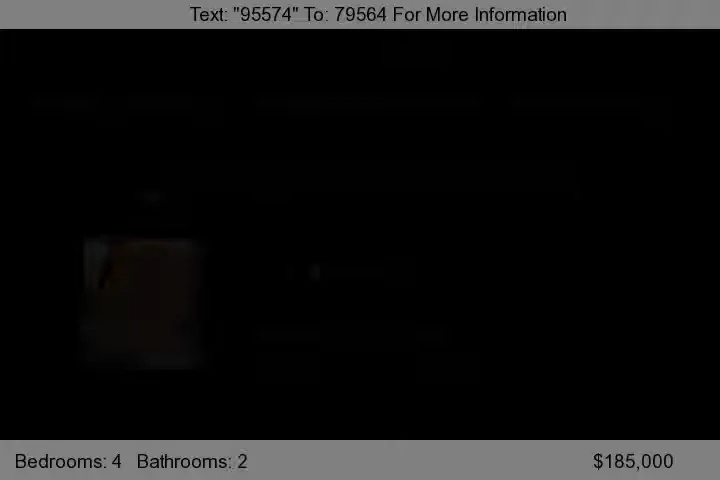 Text: "95574" To: 79564 For More Information
Bedrooms: 4 Bathrooms: 2 $185,000